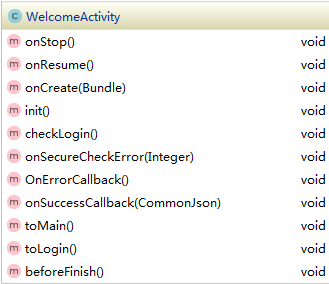 C WelcomeActivity
m onStop() void
m onResume() void
m onCreate(Bundle) void
m init() void
m checkLogin() void
m onSecureCheckError(Integer) void
m OnErrorCallback() void
m onSuccessCallback(CommonJson) void
m toMain() void
m toLogin() void
m beforeFinish() void